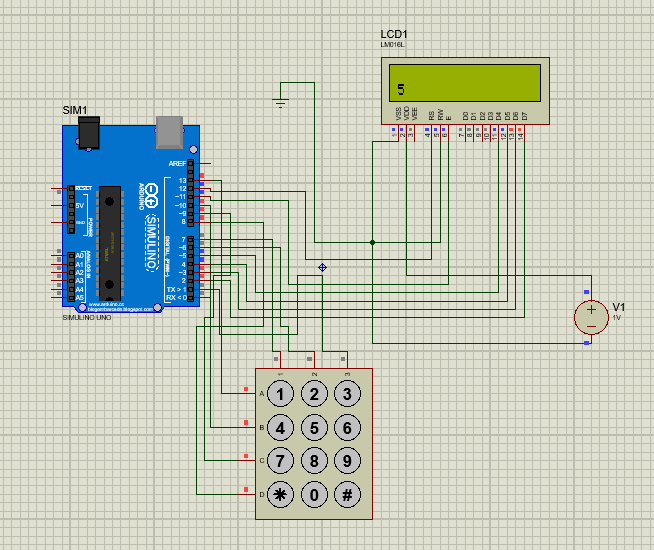 LCD1
LM016L
5
VSS
VDD
VEE
RS
RW
E
D0
D1
D2
D3
D4
D5
D6
D7
1
2
3
4
5
6
7
8
9
10
11
12
13
14
SIM1
AREF
RESET
5V
GND
POWER
ANALOG IN
A0
A1
A2
A3
A4
A5
ARDUINO
SIMULINO
13
12
~11
~10
~9
8
7
~6
~5
4
~3
2
TX > 1
RX < 0
www.arduino.cc
blogembarcado.blogspot.com
SIMULINO UNO
V1
1V
1
2
3
A
B
C
D
1 2 3
4 5 6
7 8 9
* 0 #